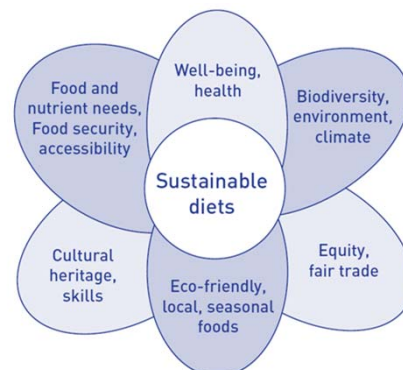 Well-being,
health
Food and
nutrient needs,
Food security,
accessibility
Biodiversity,
environment,
climate
Sustainable
diets
Cultural
heritage,
skills
Eco-friendly,
local, seasonal
foods
Equity,
fair trade